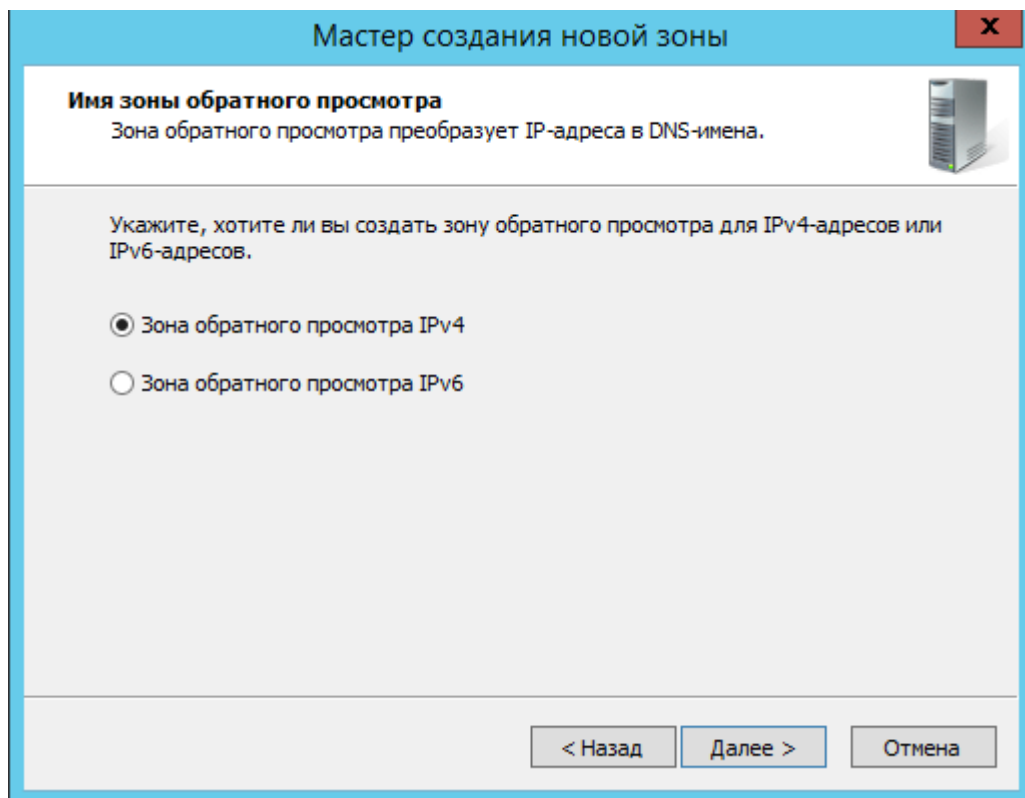 Мастер создания новой зоны
x
Имя зоны обратного просмотра
Зона обратного просмотра преобразует IP-адреса в DNS-имена.
Укажите, хотите ли вы создать зону обратного просмотра для IPv4-адресов или
IPv6-адресов.
Зона обратного просмотра IPv4
Зона обратного просмотра IPv6
< Назад
Далее >
Отмена